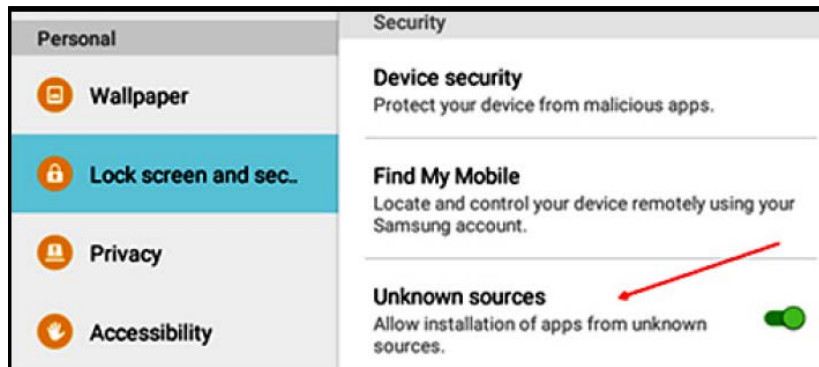 Personal
Wallpaper
Lock screen and sec..
Privacy
Accessibility
Security
Device security
Protect your device from malicious apps.
Find My Mobile
Locate and control your device remotely using your
Samsung account.
Unknown sources
Allow installation of apps from unknown
sources.